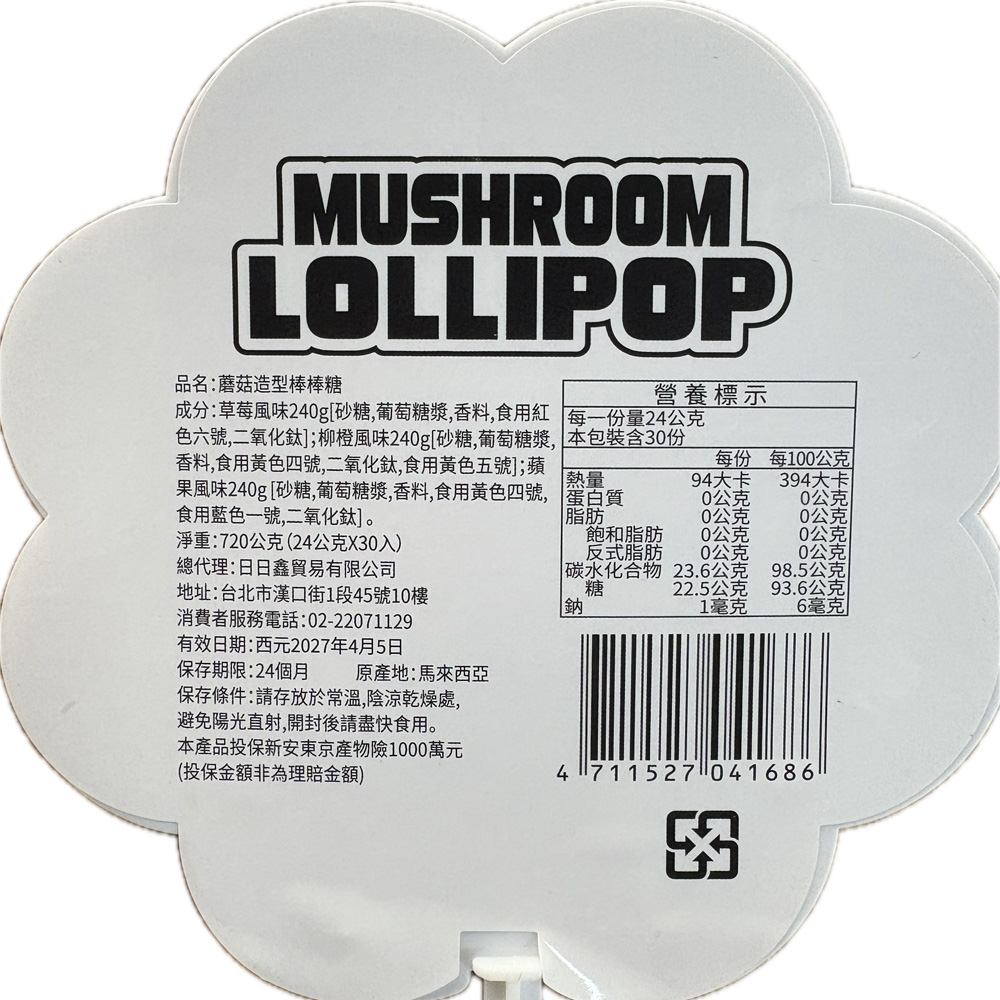 MUSHROOM
LOLLIPOP
品名:蘑菇造型棒棒糖
成分:草莓風味240g[砂糖,葡萄糖漿,香料,食用紅
色六號,二氧化鈦];柳橙風味240g[砂糖,葡萄糖漿,
香料,食用黃色四號,二氧化鈦,食用黃色五號];蘋
果風味240g[砂糖,葡萄糖漿,香料,食用黃色四號,
食用藍色一號,二氧化鈦]。
淨重:720公克(24公克X30入)
總代理:日日鑫貿易有限公司
地址:台北市漢口街1段45號10樓
消費者服務電話:02-22071129
有效日期:西元2027年4月5日
保存期限:24個月 原產地:馬來西亞
保存條件:請存放於常溫,陰涼乾燥處,
避免陽光直射,開封後請盡快食用。
本產品投保新安東京產物險1000萬元
(投保金額非為理賠金額)
營養標示
每一份量24公克
本包裝含30份
每份 每100公克
熱量 94大卡 394大卡
蛋白質 0公克 0公克
脂肪 0公克 0公克
飽和脂肪 0公克 0公克
反式脂肪 0公克 0公克
碳水化合物 23.6公克 98.5公克
糖 22.5公克 93.6公克
鈉 1毫克 6毫克
4 711527 041686